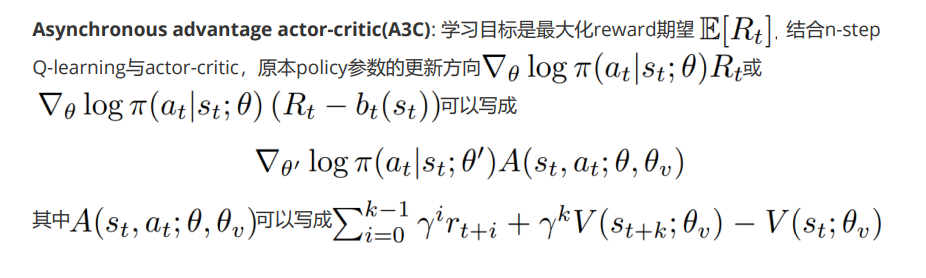 Asynchronous advantage actor-critic(A3C): 学习目标是最大化reward期望 $\mathbb{E}[R_t]$. 结合n-step
Q-learning与actor-critic，原本policy参数的更新方向$\nabla_\theta \log \pi(a_t|s_t;\theta)R_t$或
$\nabla_\theta \log \pi(a_t|s_t;\theta)(R_t - b_t(s_t))$可以写成
$\nabla_{\theta'} \log \pi(a_t|s_t;\theta')A(s_t, a_t;\theta, \theta_v)$
其中$A(s_t, a_t;\theta, \theta_v)$可以写成$\sum_{i=0}^{k-1} \gamma^i r_{t+i} + \gamma^k V(s_{t+k};\theta_v) - V(s_t;\theta_v)$